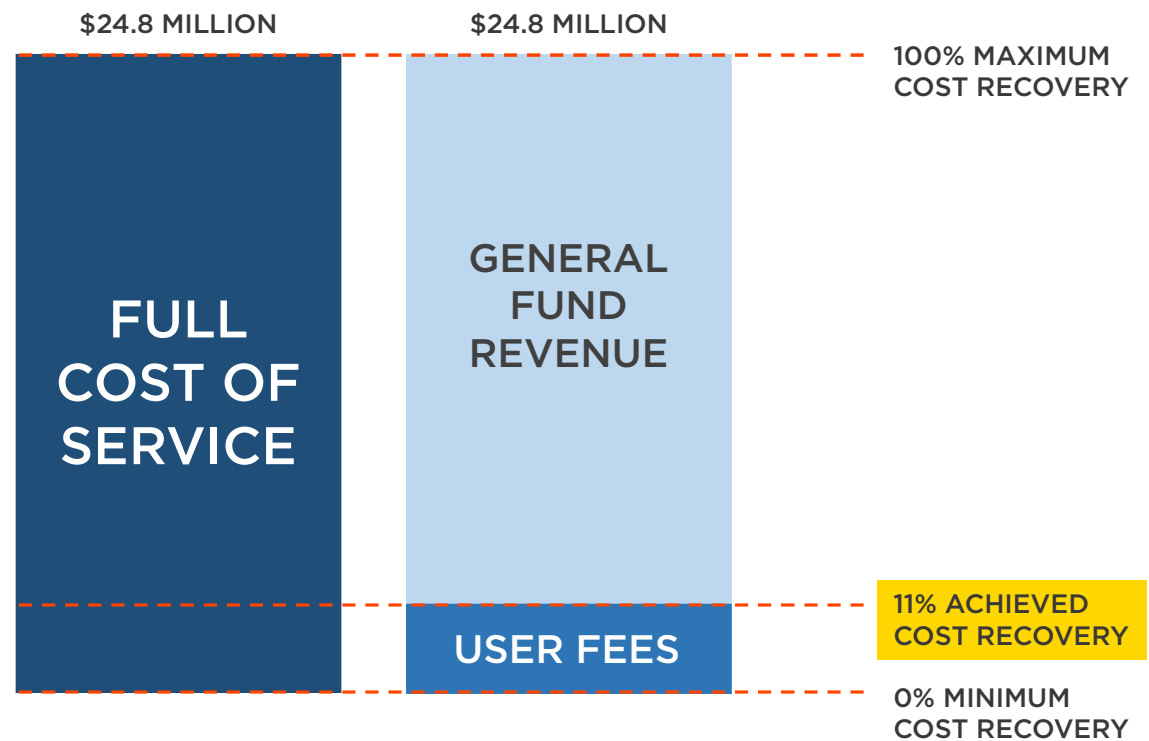 $24.8 MILLION
$24.8 MILLION
100% MAXIMUM
COST RECOVERY
FULL
COST OF
SERVICE
GENERAL
FUND
REVENUE
11% ACHIEVED
COST RECOVERY
USER FEES
0% MINIMUM
COST RECOVERY